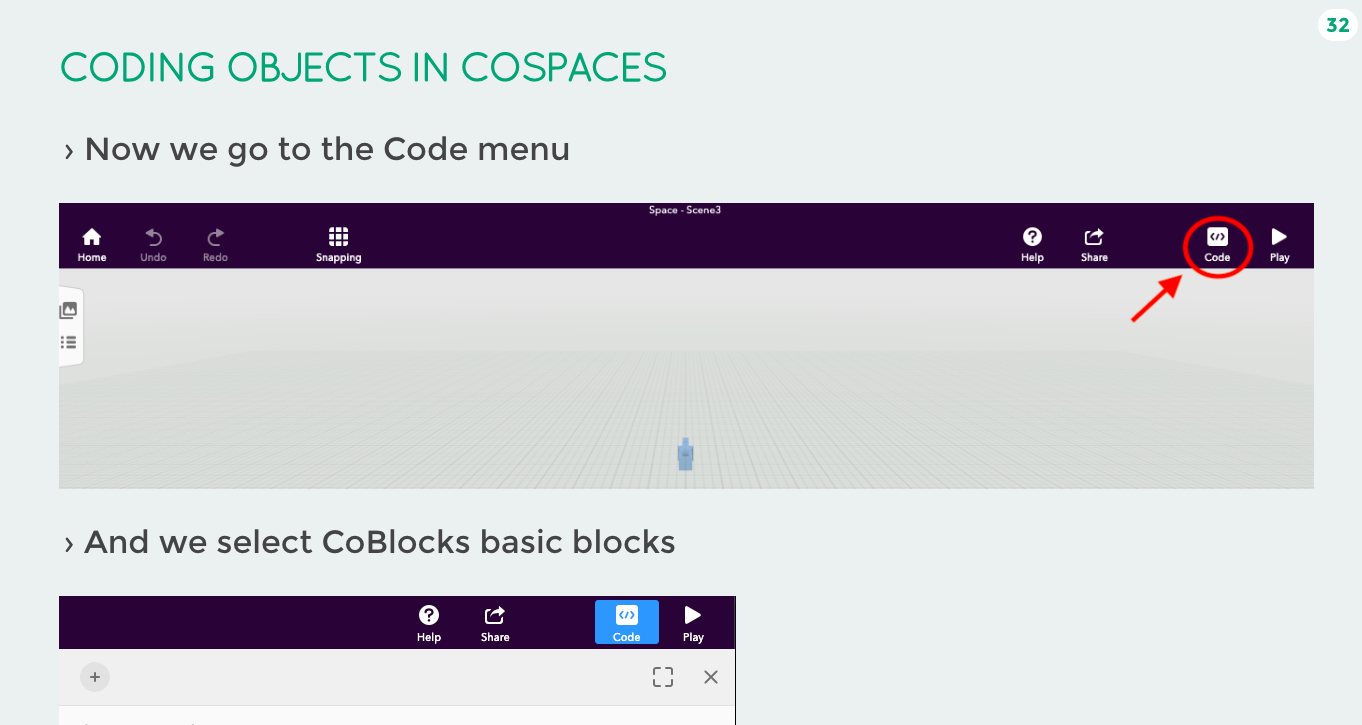 32
CODING OBJECTS IN COSPACES
› Now we go to the Code menu
Space - Scene3
Home Undo Redo Snapping Help Share Code Play
› And we select CoBlocks basic blocks
Help Share Code Play